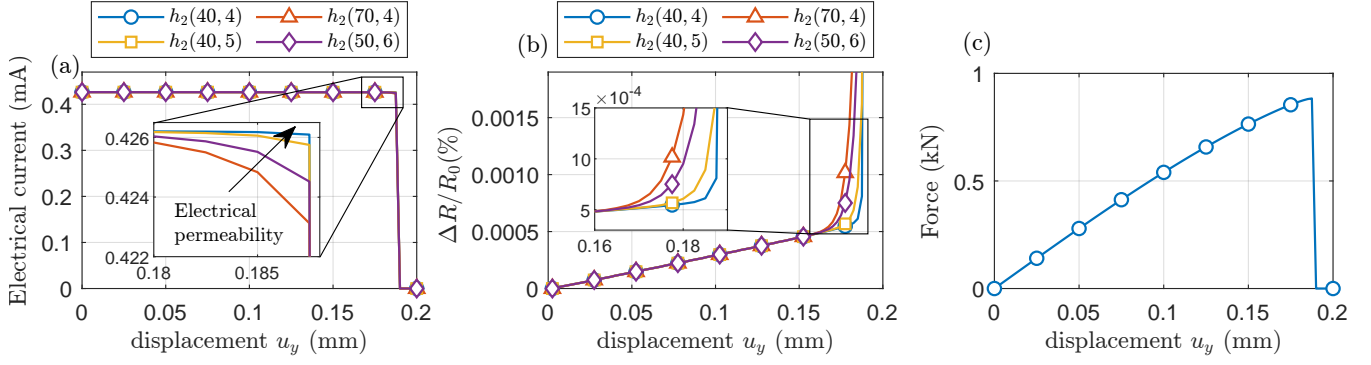 h₂(40, 4) h₂(70, 4)
h₂(40, 5) h₂(50, 6)
(a)
Electrical current (mA)
0.4
0.3
0.2
0.1
0
0 0.05 0.1 0.15 0.2
displacement u_y (mm)
0.426
0.424
0.422
0.18 0.185
Electrical
permeability
h₂(40, 4) h₂(70, 4)
h₂(40, 5) h₂(50, 6)
(b)
ΔR/R₀(%)
0.0015
0.0010
0.0005
0
0 0.05 0.1 0.15 0.2
displacement u_y (mm)
15 ×10⁻⁴
10
5
0.16 0.18
(c)
Force (kN)
1
0.5
0
0 0.05 0.1 0.15 0.2
displacement u_y (mm)